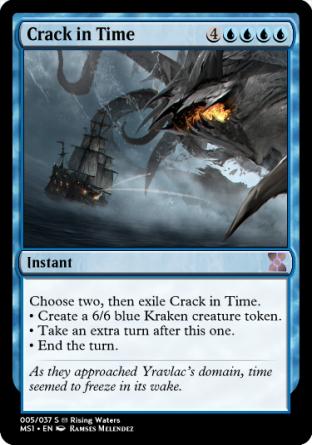 Crack in Time 4
Instant
Choose two, then exile Crack in Time.
• Create a 6/6 blue Kraken creature token.
• Take an extra turn after this one.
• End the turn.
As they approached Yravlac's domain, time
seemed to freeze in its wake.
005/037 S Rising Waters
MS1 • EN Ramses Melendez